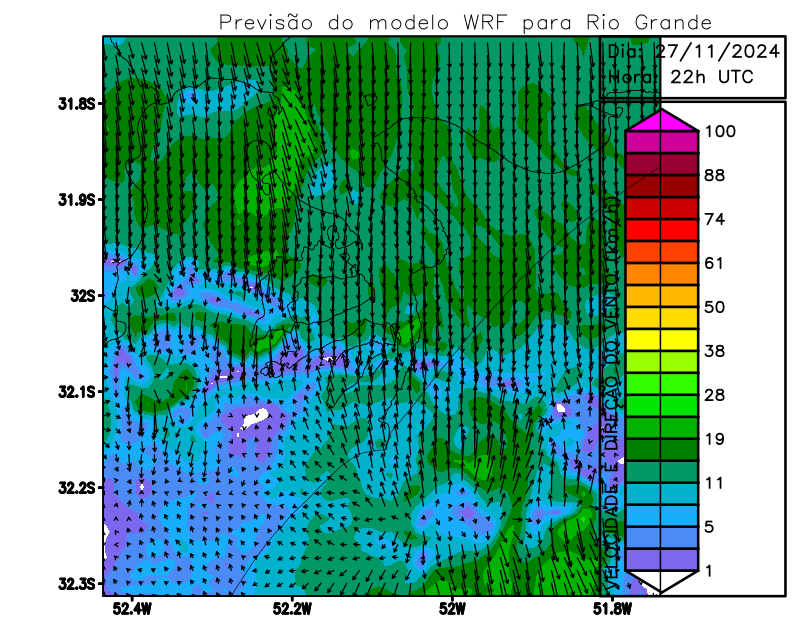 Previsão do modelo WRF para Rio Grande
Dia: 27/11/2024
Hora: 22h UTC
31.8S
31.9S
32S
32.1S
32.2S
32.3S
52.4W
52.2W
52W
51.8W
VELOCIDADE E DIREÇÃO DO VENTO (km/h)
100
88
74
61
50
38
28
19
11
5
1